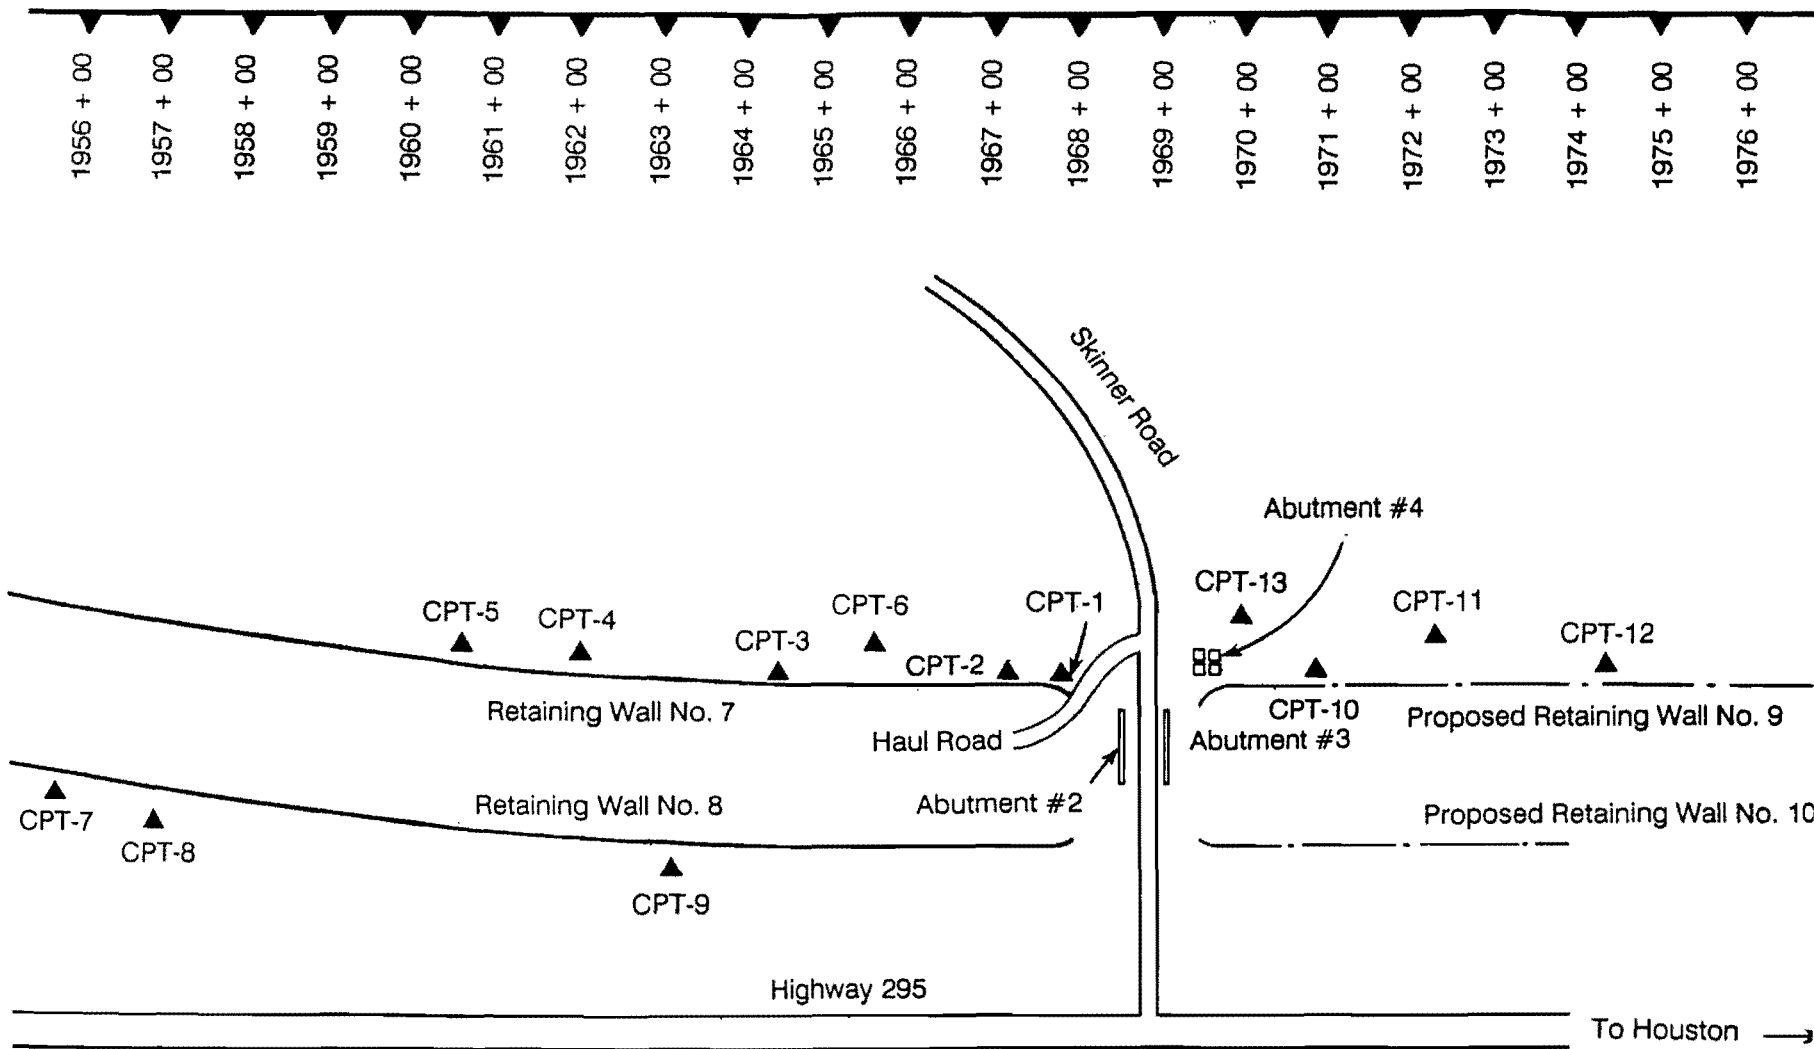 1956 + 00
1957 + 00
1958 + 00
1959 + 00
1960 + 00
1961 + 00
1962 + 00
1963 + 00
1964 + 00
1965 + 00
1966 + 00
1967 + 00
1968 + 00
1969 + 00
1970 + 00
1971 + 00
1972 + 00
1973 + 00
1974 + 00
1975 + 00
1976 + 00
Skinner Road
Abutment #4
CPT-5
CPT-4
CPT-3
CPT-6
CPT-2
CPT-1
CPT-13
CPT-11
CPT-12
CPT-10
Retaining Wall No. 7
Haul Road
Abutment #3
Proposed Retaining Wall No. 9
CPT-7
CPT-8
Retaining Wall No. 8
Abutment #2
Proposed Retaining Wall No. 10
CPT-9
Highway 295
To Houston